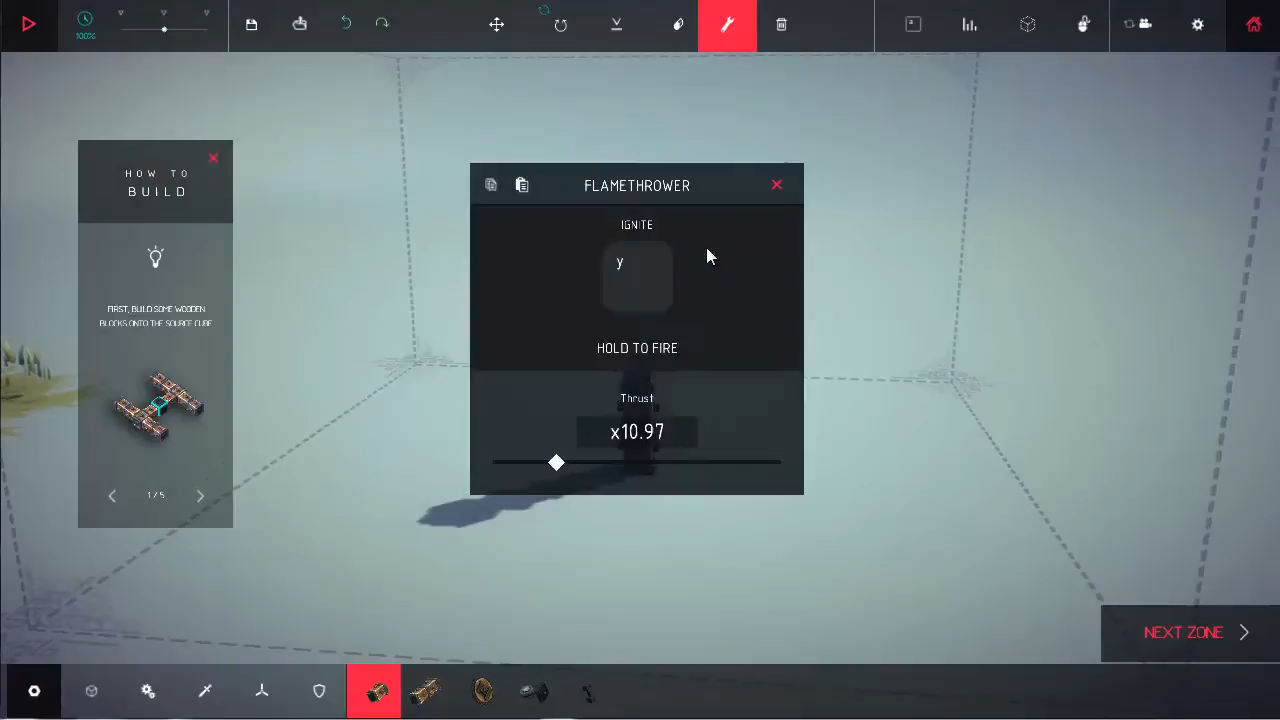 100%
HOW TO
BUILD
FIRST, BUILD SOME WOODEN
BLOCKS ONTO THE SOURCE CUBE
1/5
FLAMETHROWER
IGNITE
y
HOLD TO FIRE
Thrust
x10.97
NEXT ZONE